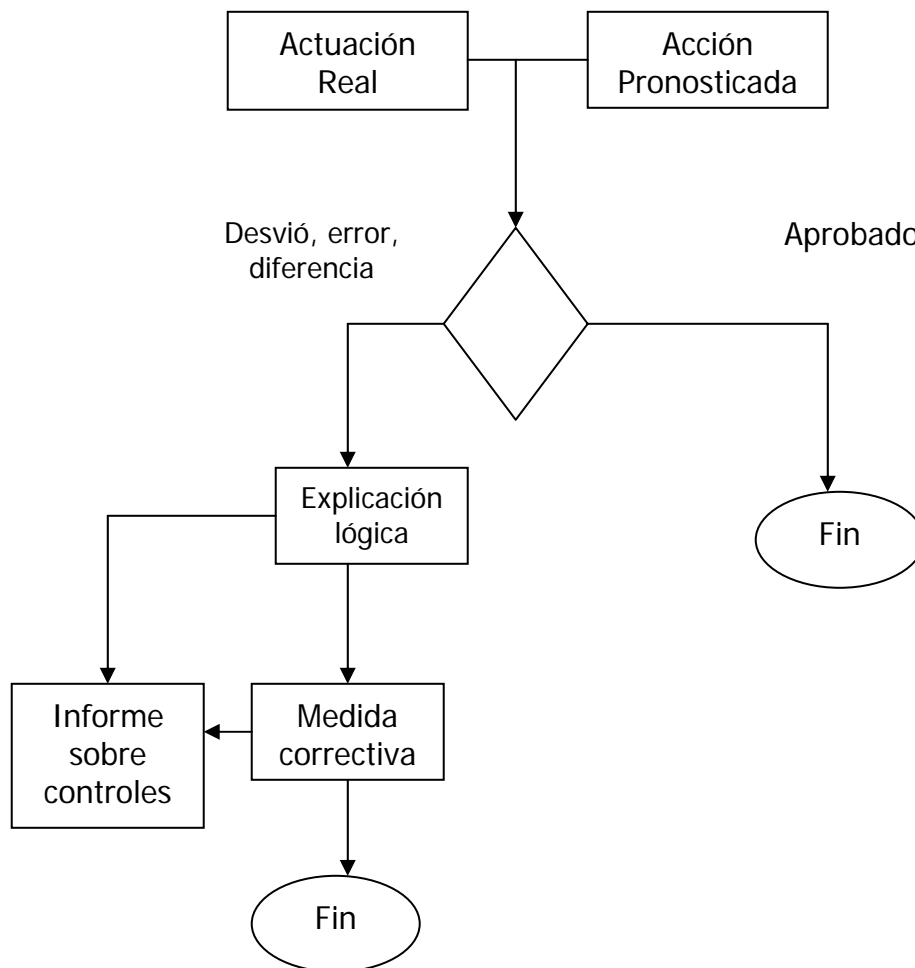 Actuación
Real
Acción
Pronosticada
Desvió, error,
diferencia
Aprobado
Explicación
lógica
Fin
Informe
sobre
controles
Medida
correctiva
Fin